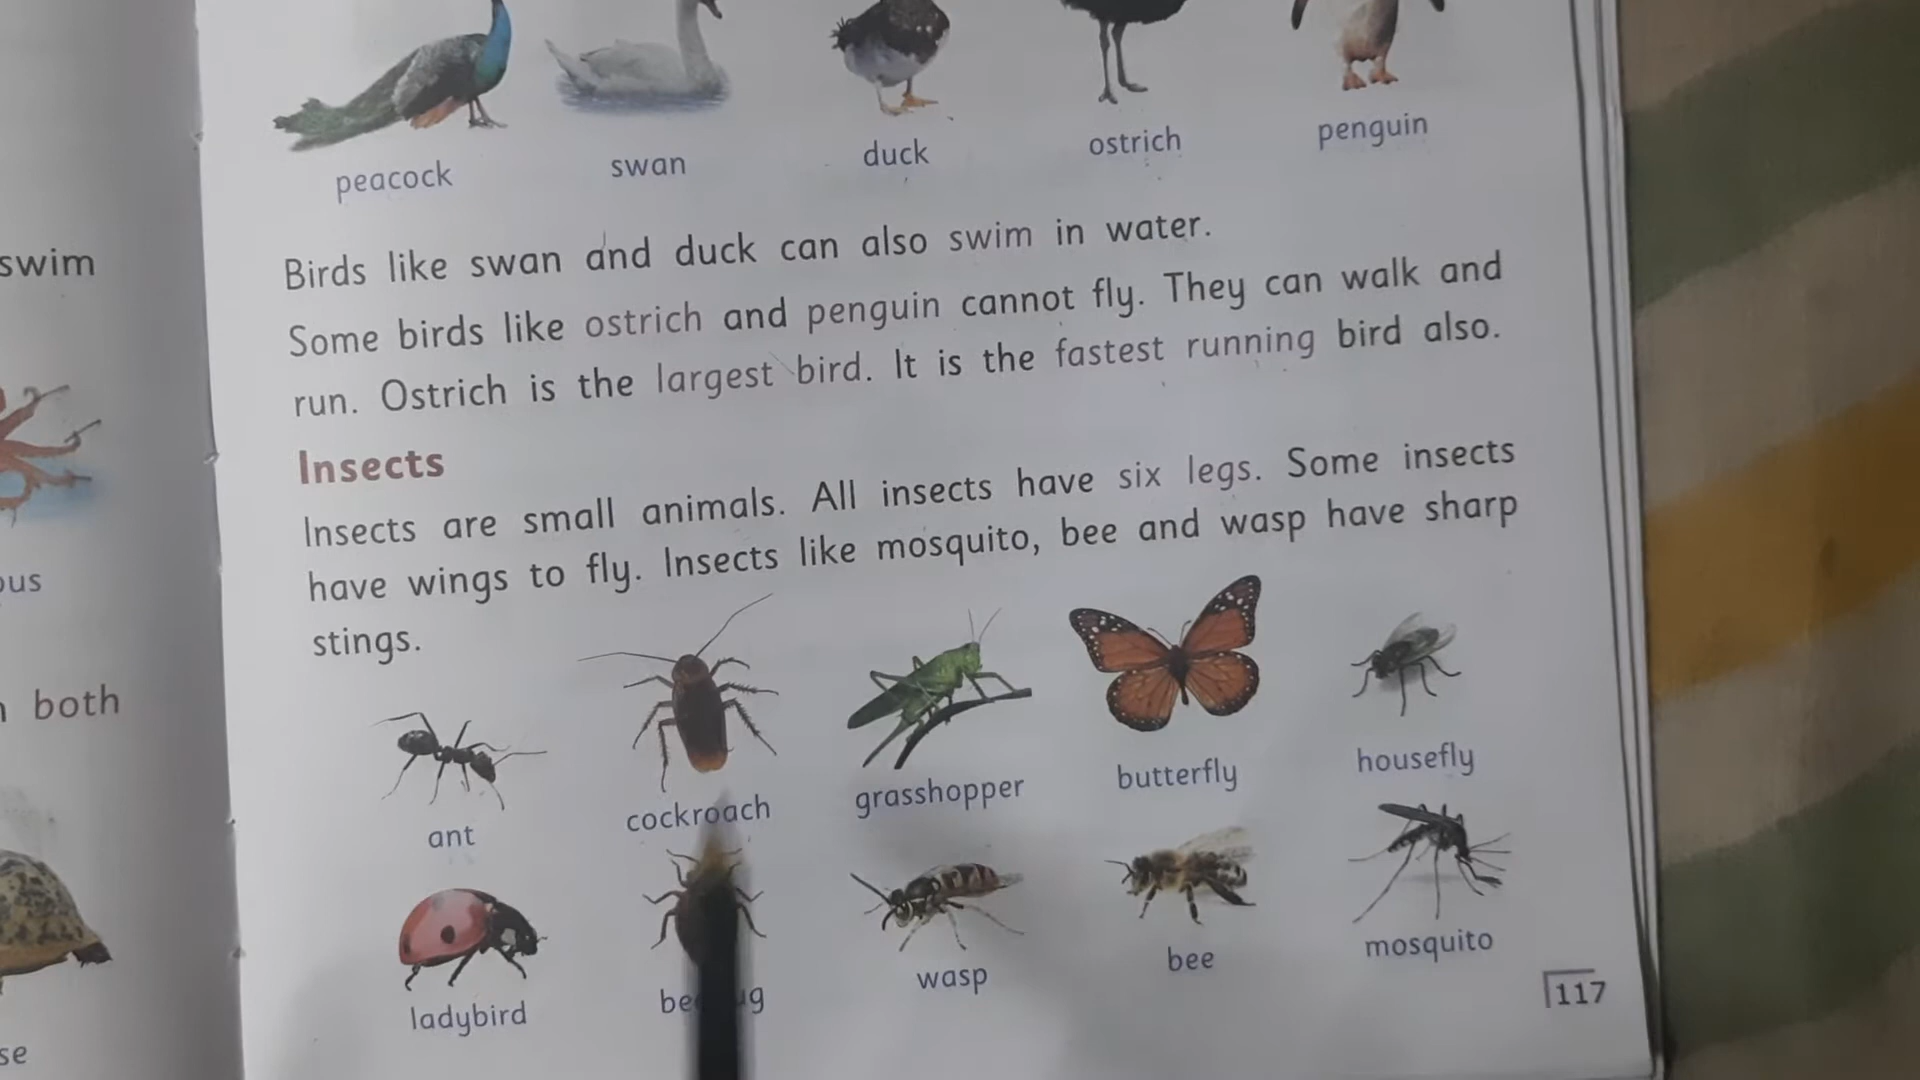 swim
both
peacock swan duck ostrich penguin
Birds like swan and duck can also swim in water.
Some birds like ostrich and penguin cannot fly. They can walk and
run. Ostrich is the largest bird. It is the fastest running bird also.
Insects
Insects are small animals. All insects have six legs. Some insects
have wings to fly. Insects like mosquito, bee and wasp have sharp
stings.
ant cockroach grasshopper butterfly housefly
ladybird wasp bee mosquito
117